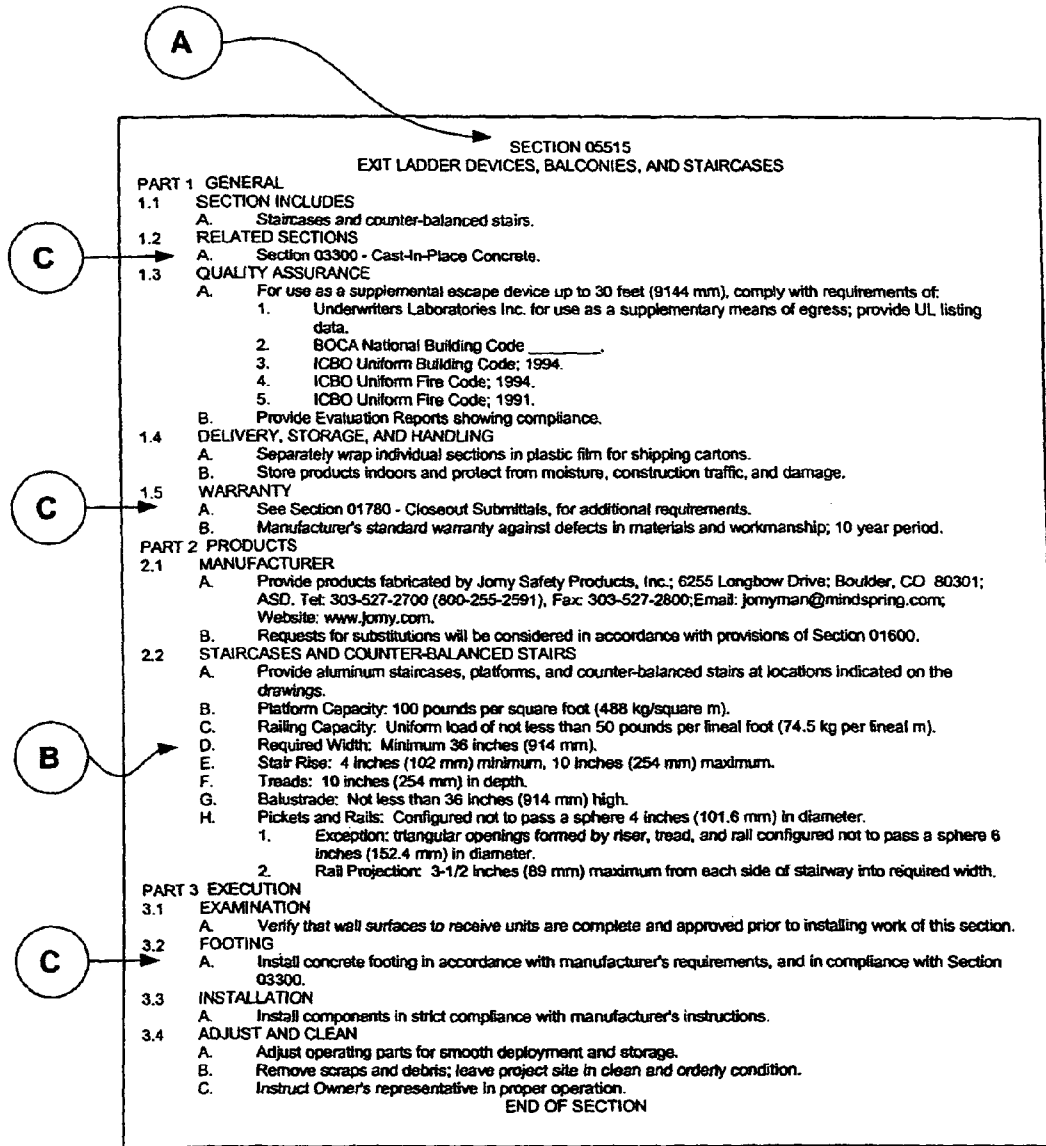 A
SECTION 05515
EXIT LADDER DEVICES, BALCONIES, AND STAIRCASES
PART 1 GENERAL
1.1 SECTION INCLUDES
A. Staircases and counter-balanced stairs.
1.2 RELATED SECTIONS
C
A. Section 03300 - Cast-In-Place Concrete.
1.3 QUALITY ASSURANCE
A. For use as a supplemental escape device up to 30 feet (9144 mm), comply with requirements of:
1. Underwriters Laboratories Inc. for use as a supplementary means of egress; provide UL listing
data.
2. BOCA National Building Code ________.
3. ICBO Uniform Building Code; 1994.
4. ICBO Uniform Fire Code; 1994.
5. ICBO Uniform Fire Code; 1991.
B. Provide Evaluation Reports showing compliance.
1.4 DELIVERY, STORAGE, AND HANDLING
A. Separately wrap individual sections in plastic film for shipping cartons.
B. Store products indoors and protect from moisture, construction traffic, and damage.
1.5 WARRANTY
C
A. See Section 01780 - Closeout Submittals, for additional requirements.
B. Manufacturer's standard warranty against defects in materials and workmanship; 10 year period.
PART 2 PRODUCTS
2.1 MANUFACTURER
A. Provide products fabricated by Jomy Safety Products, Inc.; 6255 Longbow Drive; Boulder, CO 80301;
ASD. Tel: 303-527-2700 (800-255-2591), Fax: 303-527-2800;Email: jomyman@mindspring.com;
Website: www.jomy.com.
B. Requests for substitutions will be considered in accordance with provisions of Section 01600.
2.2 STAIRCASES AND COUNTER-BALANCED STAIRS
A. Provide aluminum staircases, platforms, and counter-balanced stairs at locations indicated on the
drawings.
B. Platform Capacity: 100 pounds per square foot (488 kg/square m).
C. Railing Capacity: Uniform load of not less than 50 pounds per lineal foot (74.5 kg per lineal m).
B
D. Required Width: Minimum 36 inches (914 mm).
E. Stair Rise: 4 inches (102 mm) minimum, 10 inches (254 mm) maximum.
F. Treads: 10 inches (254 mm) in depth.
G. Balustrade: Not less than 36 inches (914 mm) high.
H. Pickets and Rails: Configured not to pass a sphere 4 inches (101.6 mm) in diameter.
1. Exception: triangular openings formed by riser, tread, and rail configured not to pass a sphere 6
inches (152.4 mm) in diameter.
2. Rail Projection: 3-1/2 inches (89 mm) maximum from each side of stairway into required width.
PART 3 EXECUTION
3.1 EXAMINATION
A. Verify that wall surfaces to receive units are complete and approved prior to installing work of this section.
3.2 FOOTING
C
A. Install concrete footing in accordance with manufacturer's requirements, and in compliance with Section
03300.
3.3 INSTALLATION
A. Install components in strict compliance with manufacturer's instructions.
3.4 ADJUST AND CLEAN
A. Adjust operating parts for smooth deployment and storage.
B. Remove scraps and debris; leave project site in clean and orderly condition.
C. Instruct Owner's representative in proper operation.
END OF SECTION